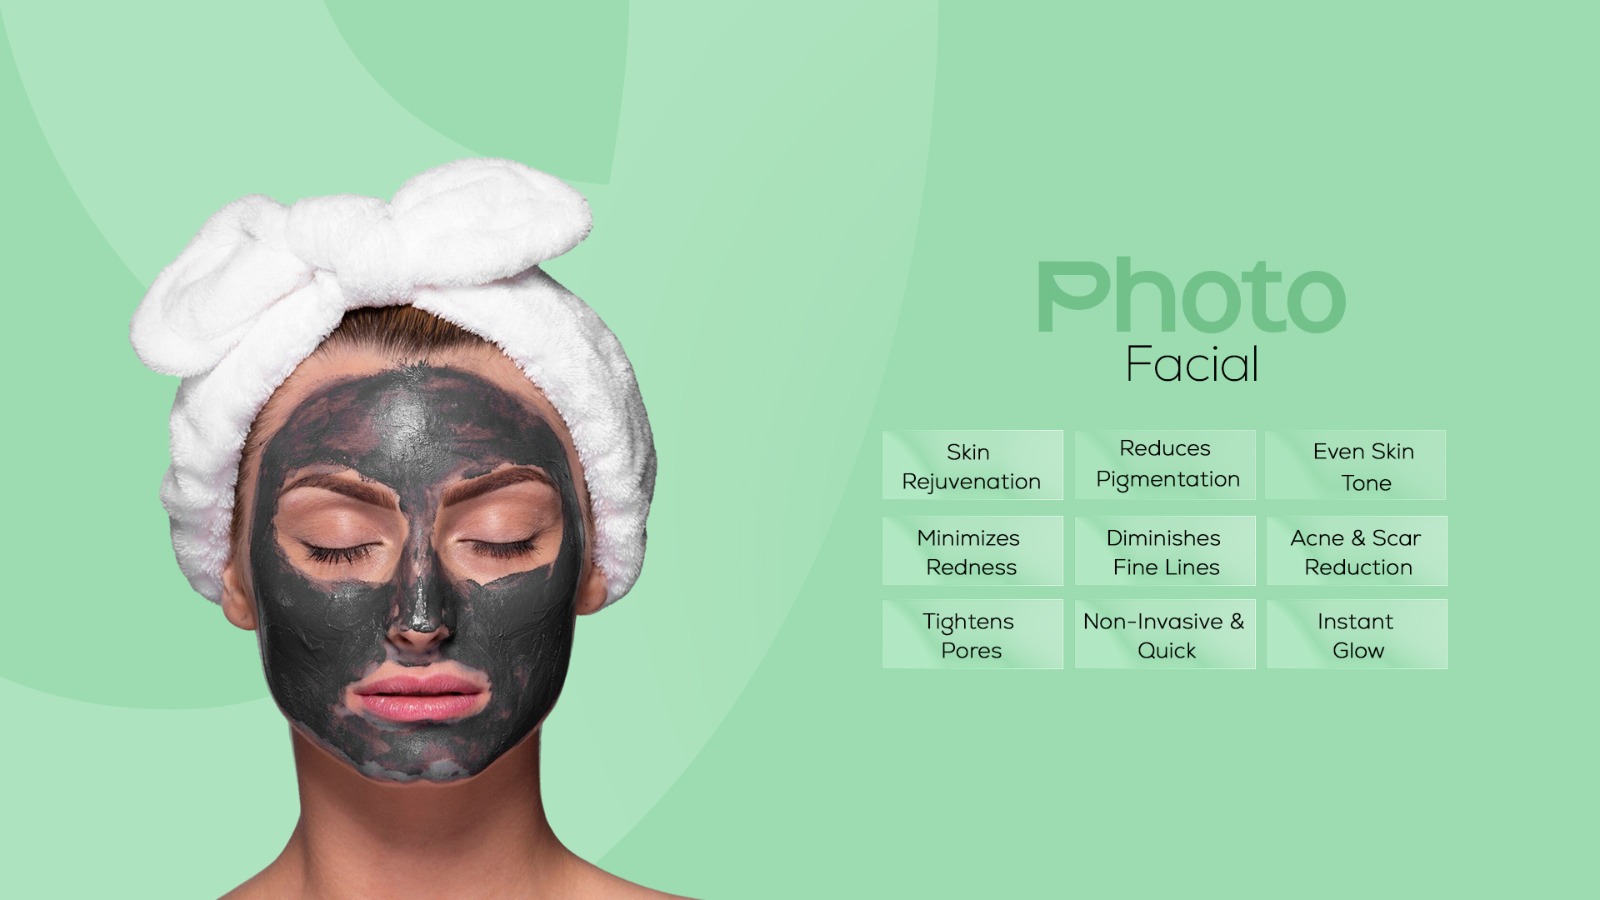 Photo
Facial
Skin
Rejuvenation
Reduces
Pigmentation
Even Skin
Tone
Minimizes
Redness
Diminishes
Fine Lines
Acne & Scar
Reduction
Tightens
Pores
Non-Invasive &
Quick
Instant
Glow